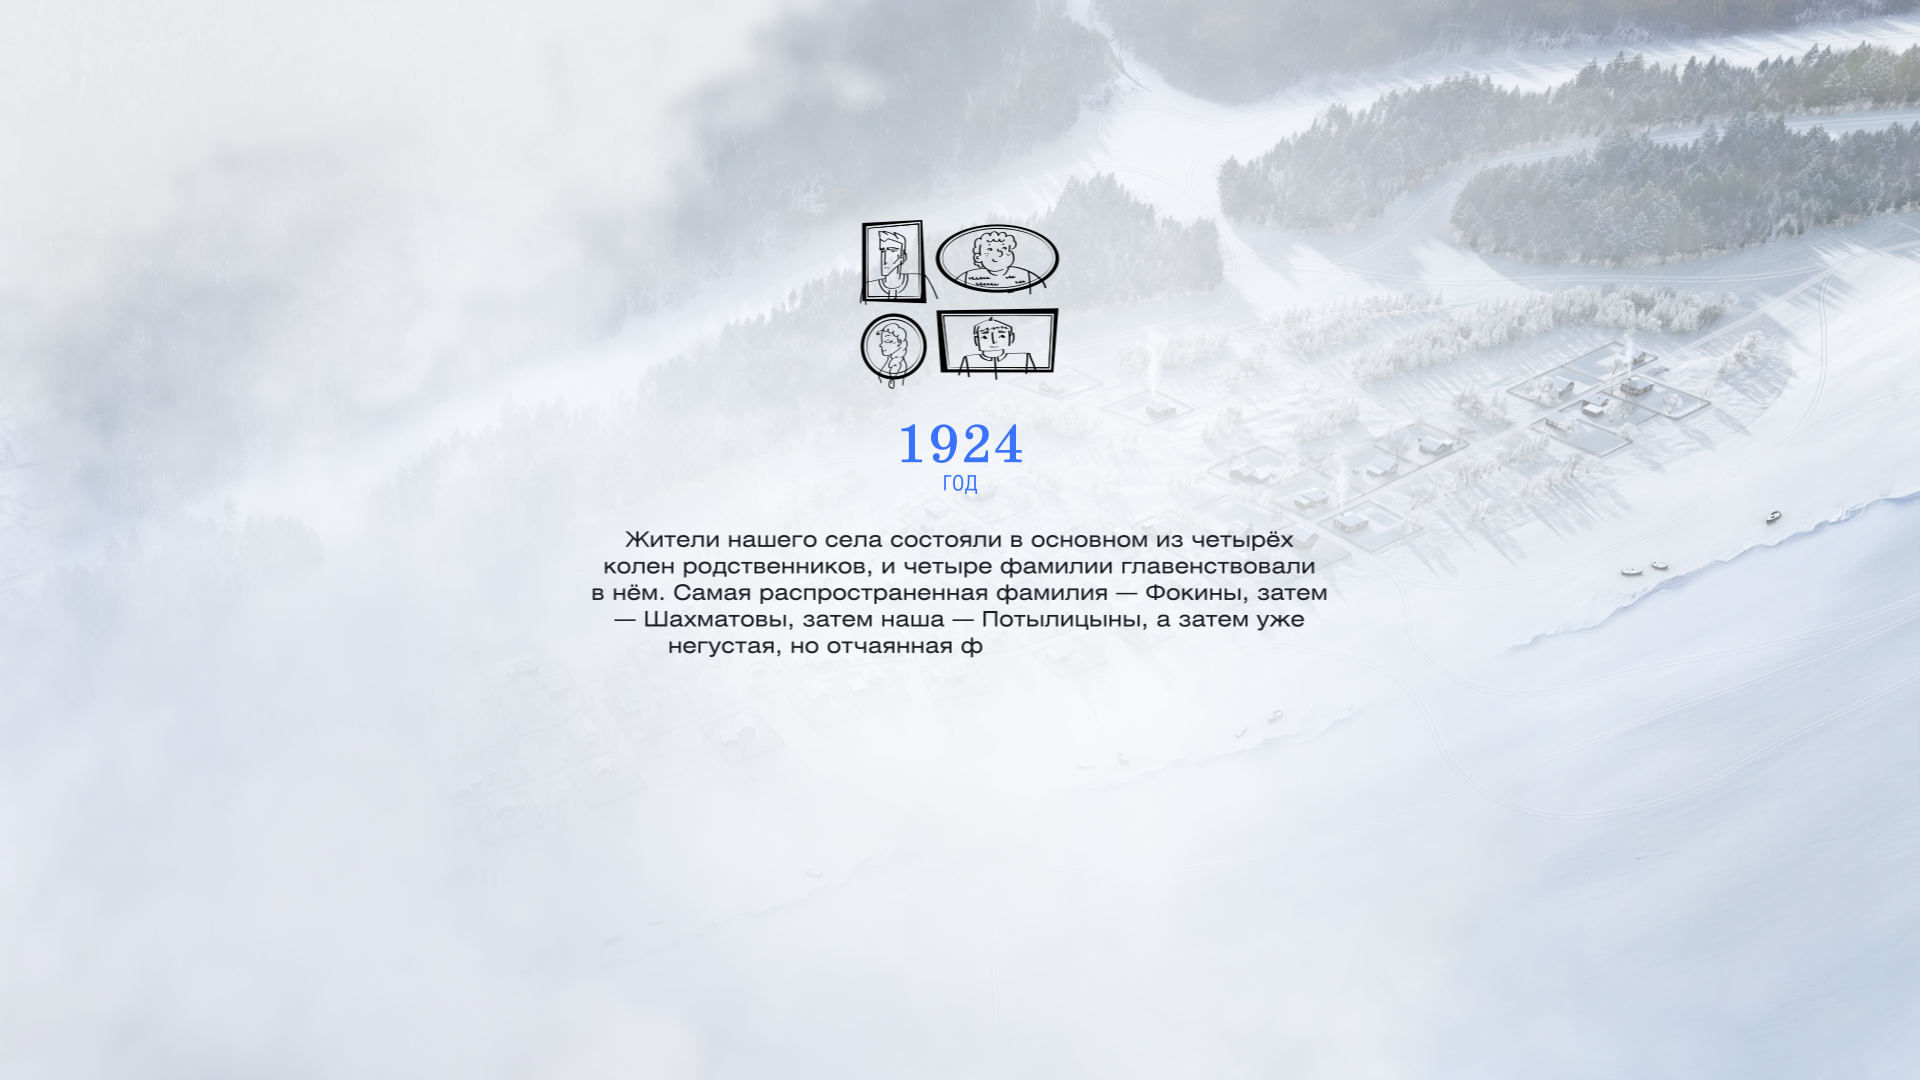 1924
ГОД
Жители нашего села состояли в основном из четырёх
колен родственников, и четыре фамилии главенствовали
в нём. Самая распространенная фамилия — Фокины, затем
— Шахматовы, затем наша — Потылицыны, а затем уже
негустая, но отчаянная ф